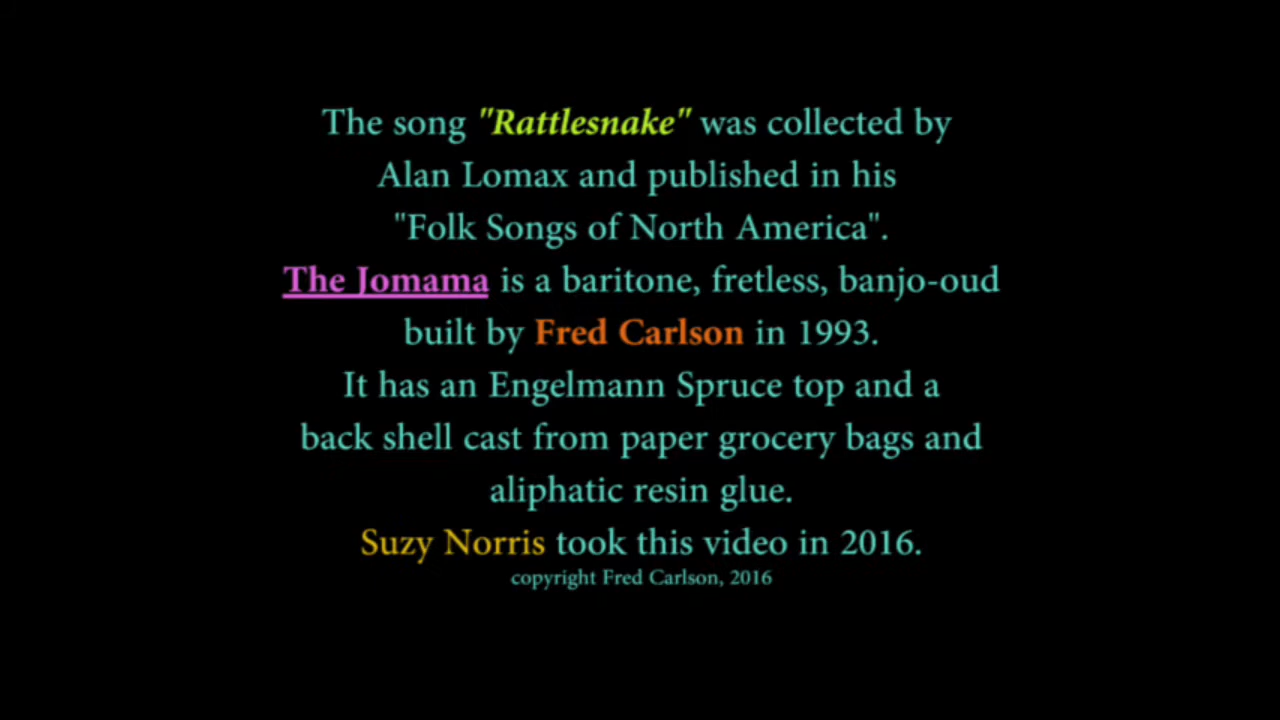 The song "Rattlesnake" was collected by
Alan Lomax and published in his
"Folk Songs of North America".
The Jomama is a baritone, fretless, banjo-oud
built by Fred Carlson in 1993.
It has an Engelmann Spruce top and a
back shell cast from paper grocery bags and
aliphatic resin glue.
Suzy Norris took this video in 2016.
copyright Fred Carlson, 2016